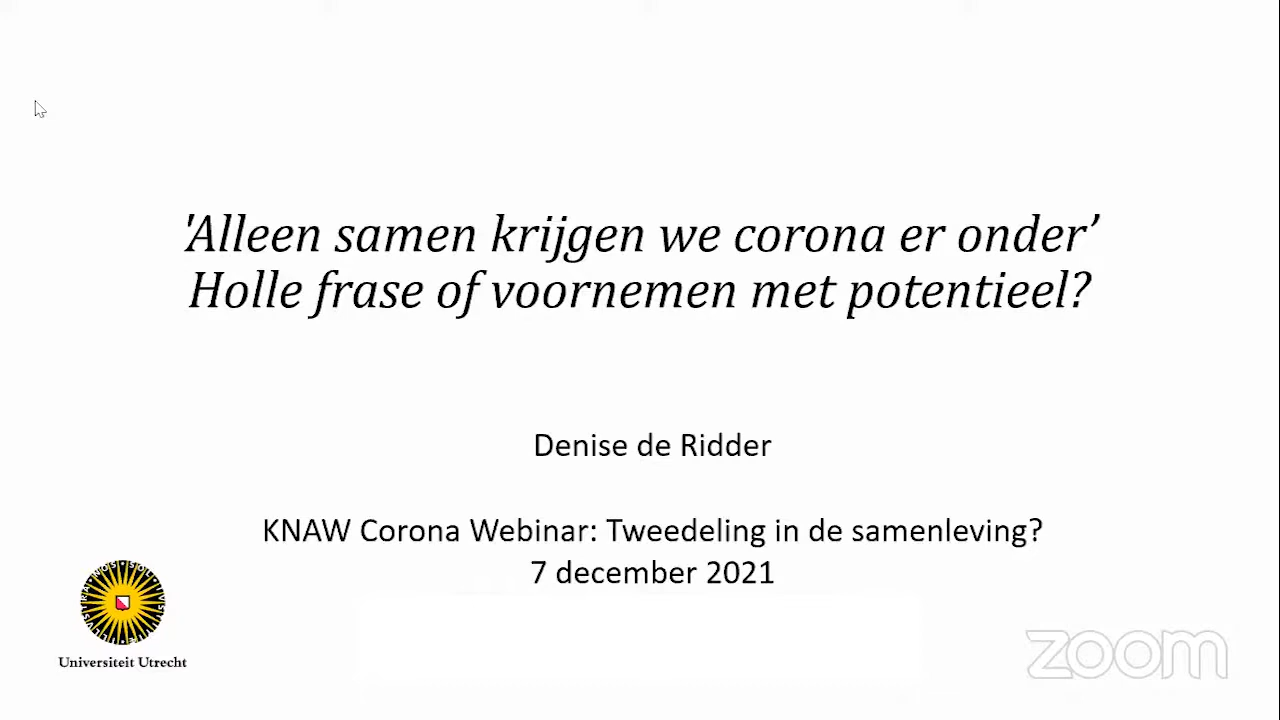 'Alleen samen krijgen we corona er onder’
Holle frase of voornemen met potentieel?
Denise de Ridder
KNAW Corona Webinar: Tweedeling in de samenleving?
7 december 2021
Universiteit Utrecht
zoom